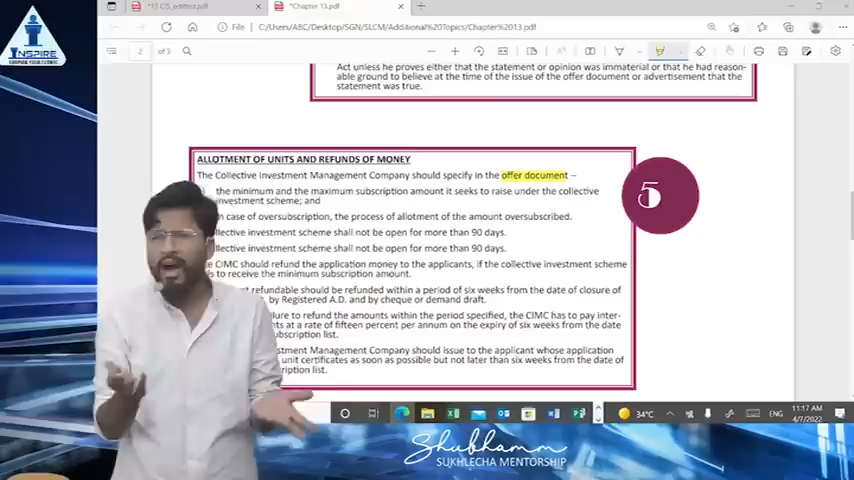 INSPIRE
*13 CIS_edittied.pdf
*Chapter 13.pdf
File | C:/Users/ABC/Desktop/SGN/SLCM/Additional%20Topics/Chapter%2013.pdf
2 of 3
Act unless he proves either that the statement or opinion was immaterial or that he had reason-
able ground to believe at the time of the issue of the offer document or advertisement that the
statement was true.
ALLOTMENT OF UNITS AND REFUNDS OF MONEY
The Collective Investment Management Company should specify in the offer document –
the minimum and the maximum subscription amount it seeks to raise under the collective
investment scheme; and
n case of oversubscription, the process of allotment of the amount oversubscribed.
llective investment scheme shall not be open for more than 90 days.
llective investment scheme shall not be open for more than 90 days.
CIMC should refund the application money to the applicants, if the collective investment scheme
s to receive the minimum subscription amount.
nt refundable should be refunded within a period of six weeks from the date of closure of
, by Registered A.D. and by cheque or demand draft.
lure to refund the amounts within the period specified, the CIMC has to pay inter-
nts at a rate of fifteen percent per annum on the expiry of six weeks from the date
ubscription list.
stment Management Company should issue to the applicant whose application
unit certificates as soon as possible but not later than six weeks from the date of
ription list.
5
34°C
ENG
11:17 AM
4/7/2022
Shubhamm
SUKHLECHA MENTORSHIP